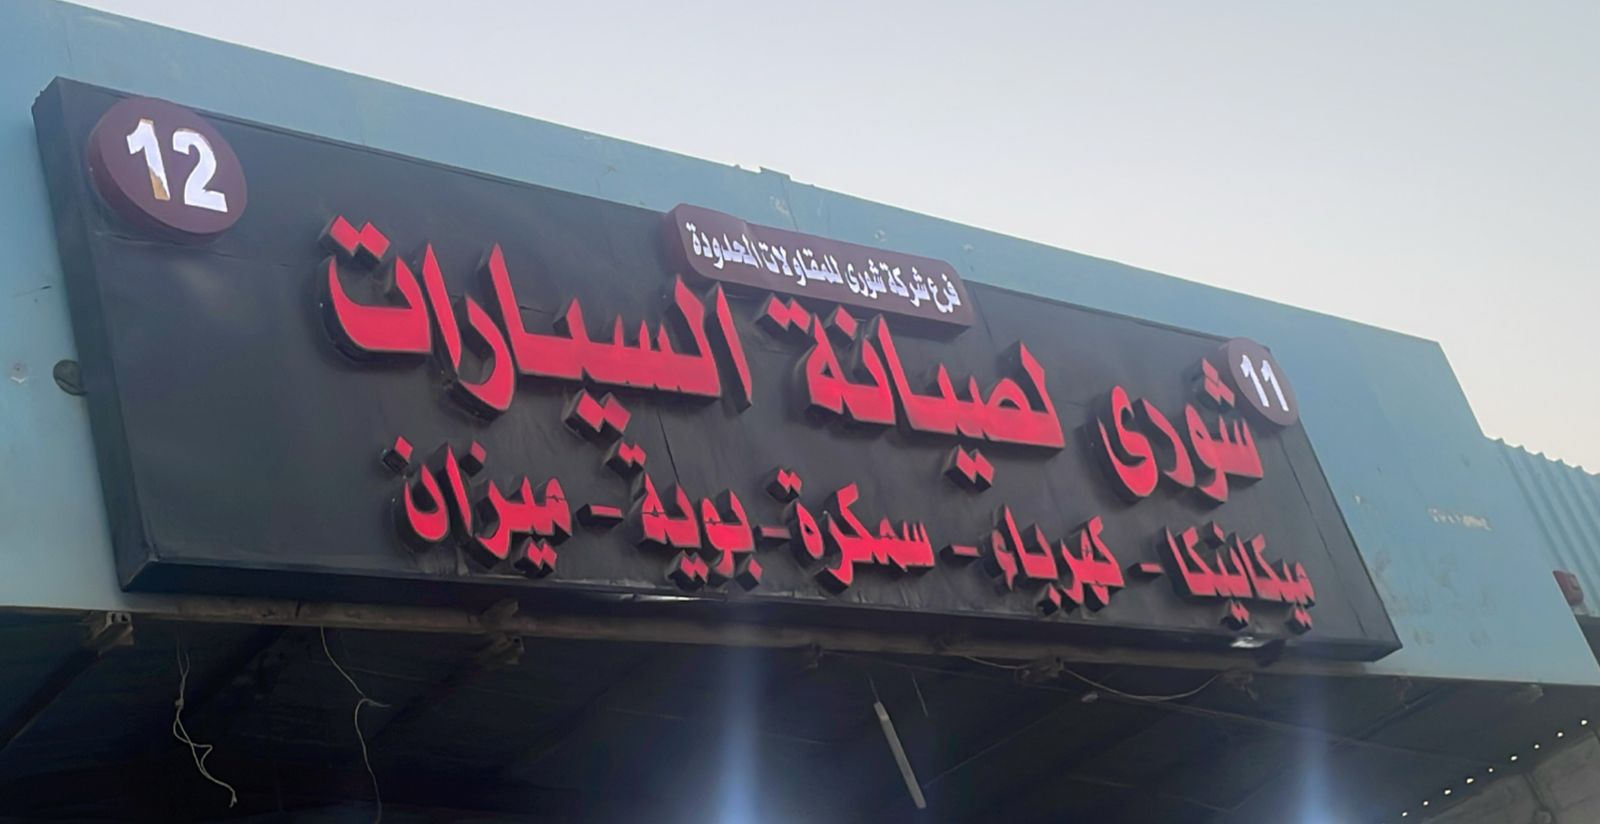 فرع شركة شورى للمقاولات المحدودة
11
12
شورى لصيانة السيارات
ميكانيكا - كهرباء - سمكرة - بوية - ميزان